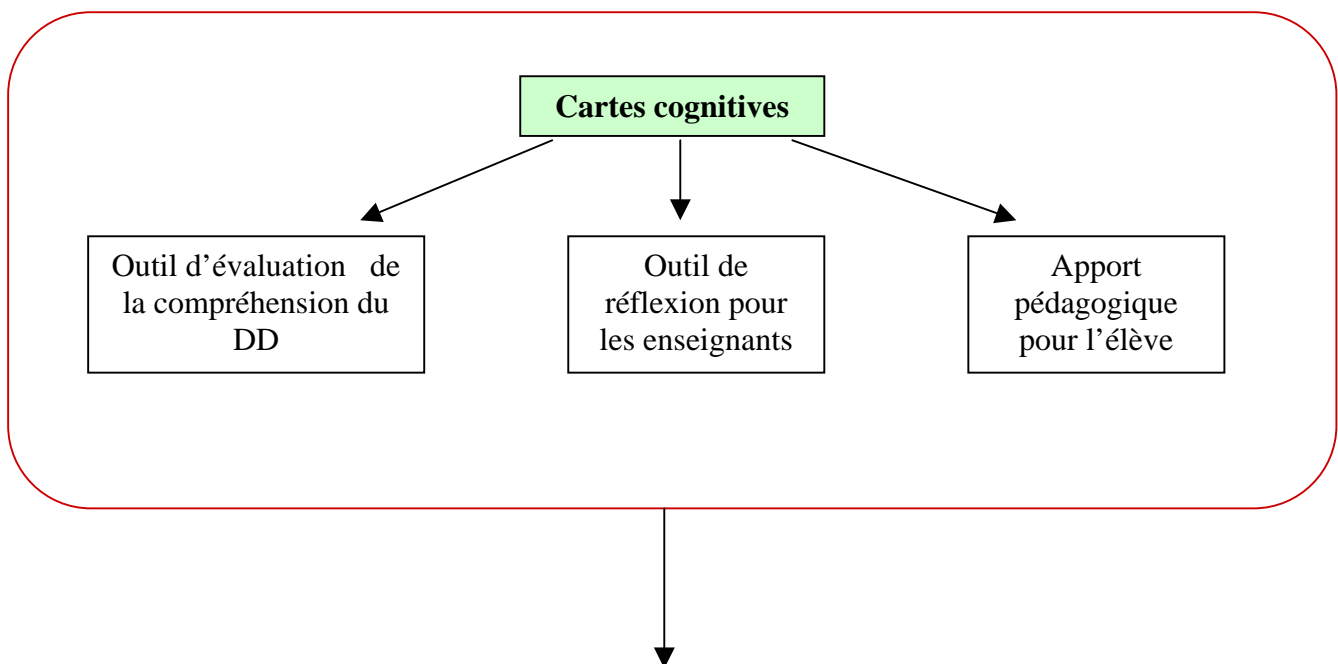 Cartes cognitives
Outil d’évaluation de
la compréhension du
DD
Outil de
réflexion pour
les enseignants
Apport
pédagogique
pour l’élève